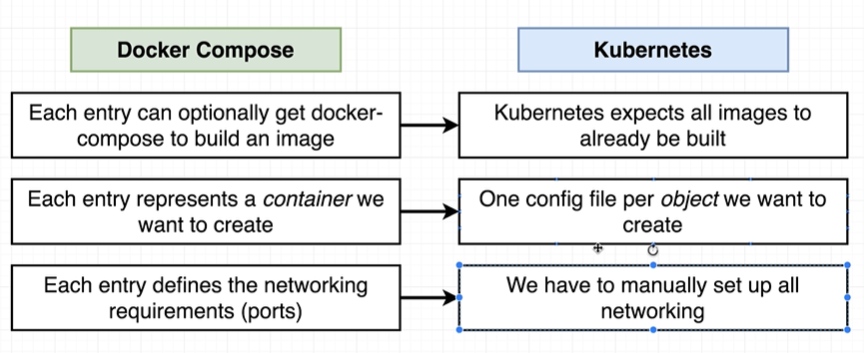 Docker Compose
Kubernetes
Each entry can optionally get docker-
compose to build an image
Kubernetes expects all images to
already be built
Each entry represents a container we
want to create
One config file per object we want to
create
Each entry defines the networking
requirements (ports)
We have to manually set up all
networking